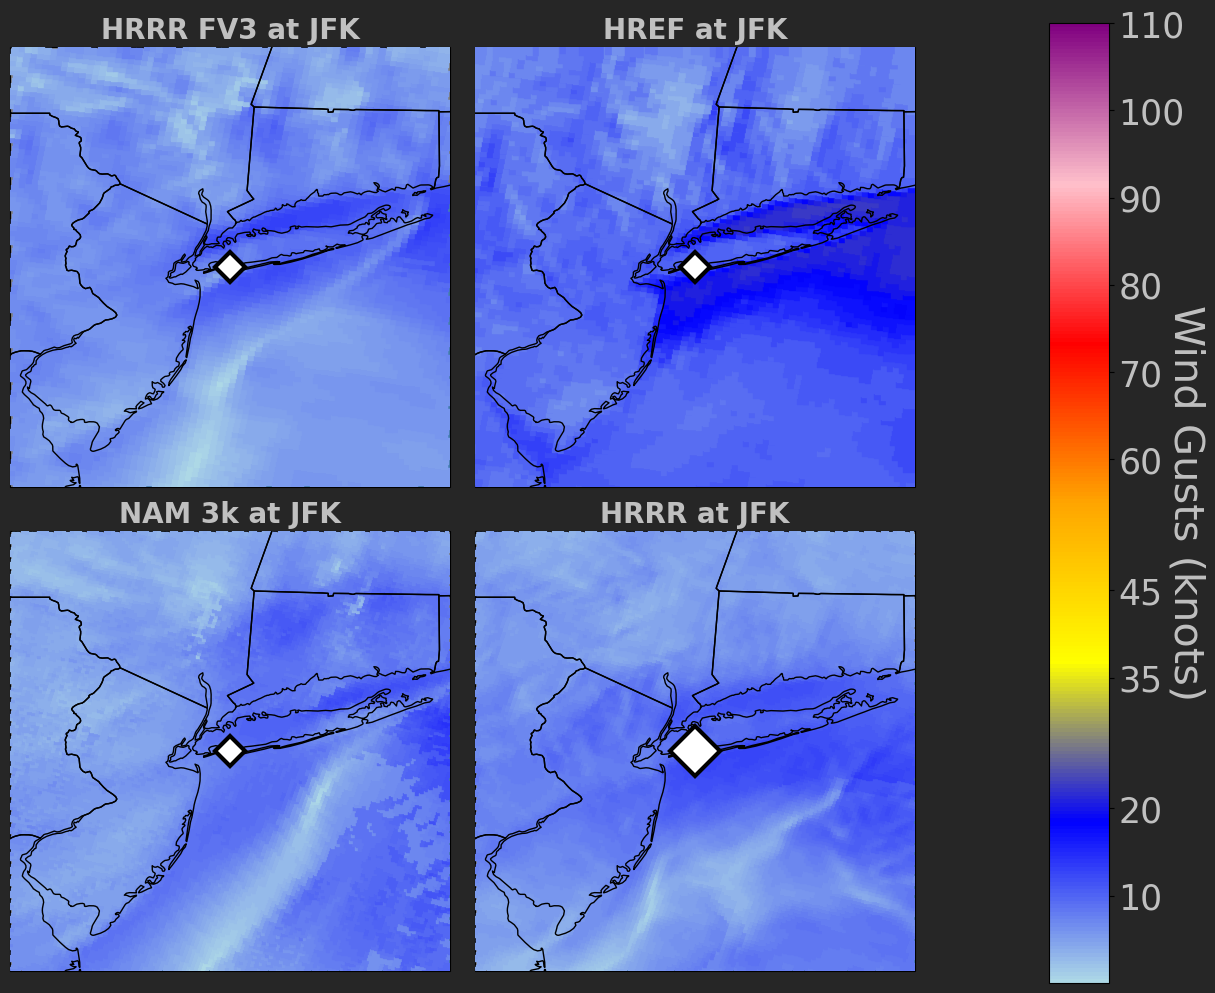 HRRR FV3 at JFK
HREF at JFK
NAM 3k at JFK
HRRR at JFK
110
100
90
80
70
60
45
35
20
10
Wind Gusts (knots)